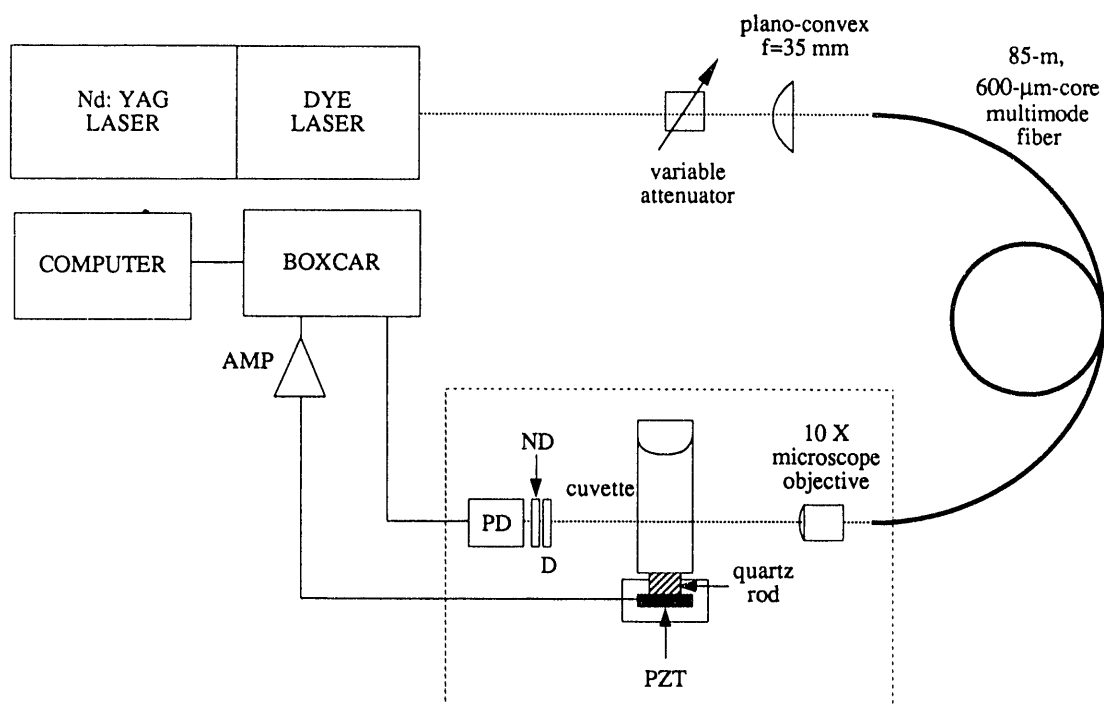 Nd: YAG
LASER
DYE
LASER
plano-convex
f=35 mm
85-m,
600-μm-core
multimode
fiber
variable
attenuator
COMPUTER
BOXCAR
AMP
ND
cuvette
10 X
microscope
objective
PD
D
quartz
rod
PZT